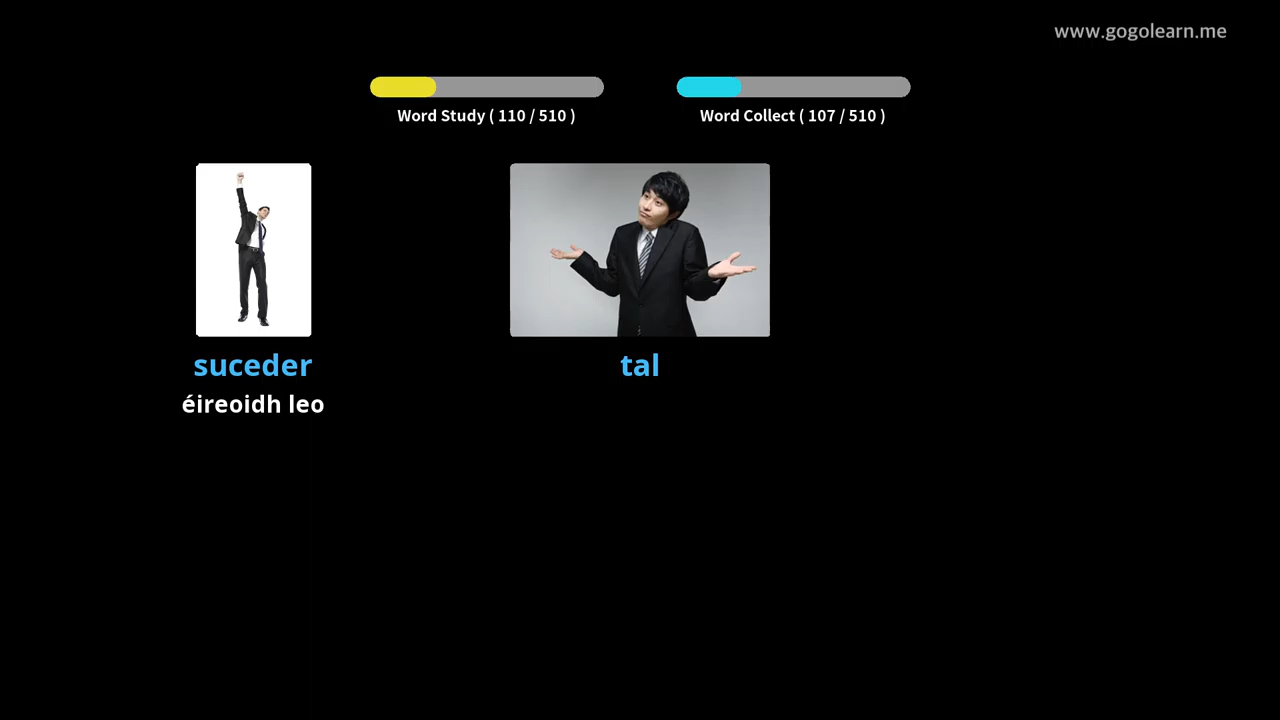 www.gogolearn.me
Word Study ( 110 / 510 )
Word Collect ( 107 / 510 )
suceder
tal
éireoidh leo